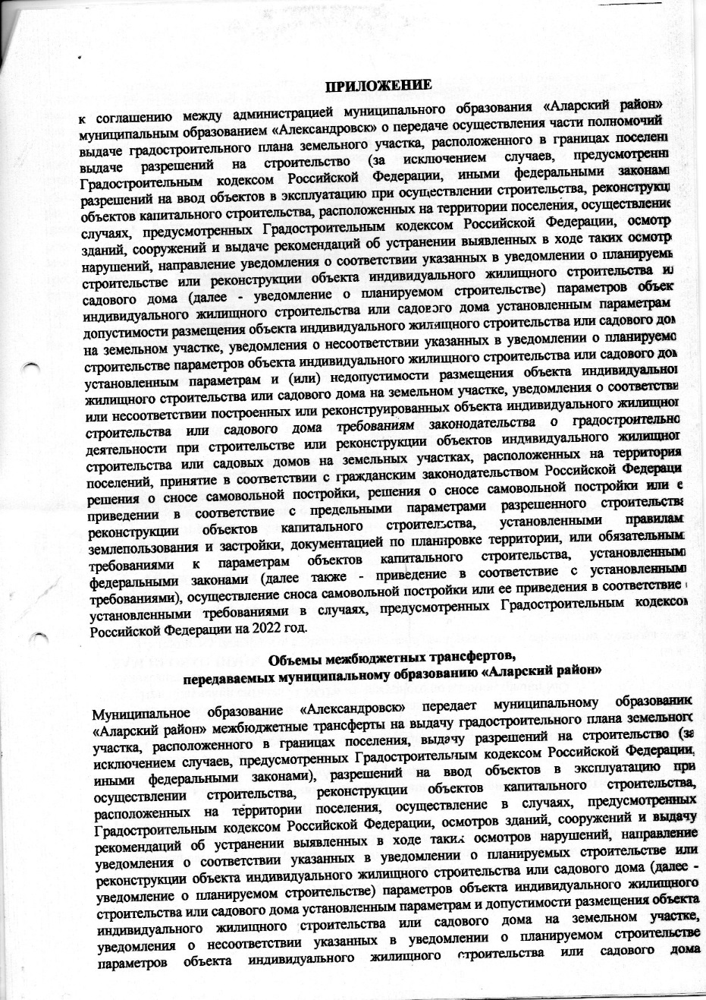 ПРИЛОЖЕНИЕ
к соглашению между администрацией муниципального образования «Аларский район»
муниципальным образованием «Александровск» о передаче осуществления части полномочий
выдаче градостроительного плана земельного участка, расположенного в границах поселени
выдаче разрешений на строительство (за исключением случаев, предусмотренн
Градостроительным кодексом Российской Федерации, иными федеральными законам
разрешений на ввод объектов в эксплуатацию при осуществлении строительства, реконструкц
объектов капитального строительства, расположенных на территории поселения, осуществление
случаях, предусмотренных Градостроительным кодексом Российской Федерации, осмотр
зданий, сооружений и выдаче рекомендаций об устранении выявленных в ходе таких осмотр
нарушений, направление уведомления о соответствии указанных в уведомлении о планируемь
строительстве или реконструкции объекта индивидуального жилищного строительства ил
садового дома (далее - уведомление о планируемом строительстве) параметров объек
индивидуального жилищного строительства или садового дома установленным параметрам
допустимости размещения объекта индивидуального жилищного строительства или садового дом
на земельном участке, уведомления о несоответствии указанных в уведомлении о планируемо
строительстве параметров объекта индивидуального жилищного строительства или садового дом
установленным параметрам и (или) недопустимости размещения объекта индивидуальног
жилищного строительства или садового дома на земельном участке, уведомления о соответстви
или несоответствии построенных или реконструированных объекта индивидуального жилищног
строительства или садового дома требованиям законодательства о градостроительно
деятельности при строительстве или реконструкции объектов индивидуального жилищног
строительства или садовых домов на земельных участках, расположенных на территория
поселений, принятие в соответствии с гражданским законодательством Российской Федераци
решения о сносе самовольной постройки, решения о сносе самовольной постройки или е
приведении в соответствие с предельными параметрами разрешенного строительств
реконструкции объектов капитального строительства, установленными правилам
землепользования и застройки, документацией по планировке территории, или обязательным
требованиями к параметрам объектов капитального строительства, установленным
федеральными законами (далее также - приведение в соответствие с установленным
требованиями), осуществление сноса самовольной постройки или ее приведения в соответствие
установленными требованиями в случаях, предусмотренных Градостроительным кодексом
Российской Федерации на 2022 год.
Объемы межбюджетных трансфертов,
передаваемых муниципальному образованию «Аларский район»
Муниципальное образование «Александровск» передает муниципальному образованию
«Аларский район» межбюджетные трансферты на выдачу градостроительного плана земельного
участка, расположенного в границах поселения, выдачу разрешений на строительство (за
исключением случаев, предусмотренных Градостроительным кодексом Российской Федерации,
иными федеральными законами), разрешений на ввод объектов в эксплуатацию при
осуществлении строительства, реконструкции объектов капитального строительства,
расположенных на территории поселения, осуществление в случаях, предусмотренных
Градостроительным кодексом Российской Федерации, осмотров зданий, сооружений и выдачу
рекомендаций об устранении выявленных в ходе таких осмотров нарушений, направление
уведомления о соответствии указанных в уведомлении о планируемых строительстве или
реконструкции объекта индивидуального жилищного строительства или садового дома (далее -
уведомление о планируемом строительстве) параметров объекта индивидуального жилищного
строительства или садового дома установленным параметрам и допустимости размещения объекта
индивидуального жилищного строительства или садового дома на земельном участке,
уведомления о несоответствии указанных в уведомлении о планируемом строительстве
параметров объекта индивидуального жилищного строительства или садового дома